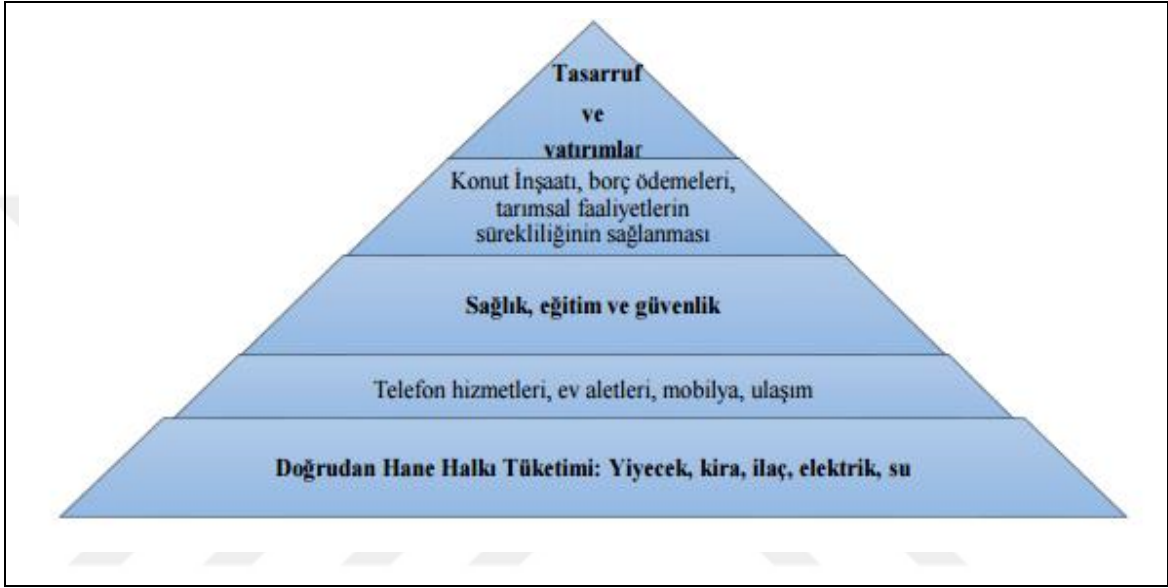 Tasarruf
ve
yatırımlar
Konut İnşaatı, borç ödemeleri,
tarımsal faaliyetlerin
sürekliliğinin sağlanması
Sağlık, eğitim ve güvenlik
Telefon hizmetleri, ev aletleri, mobilya, ulaşım
Doğrudan Hane Halkı Tüketimi: Yiyecek, kira, ilaç, elektrik, su